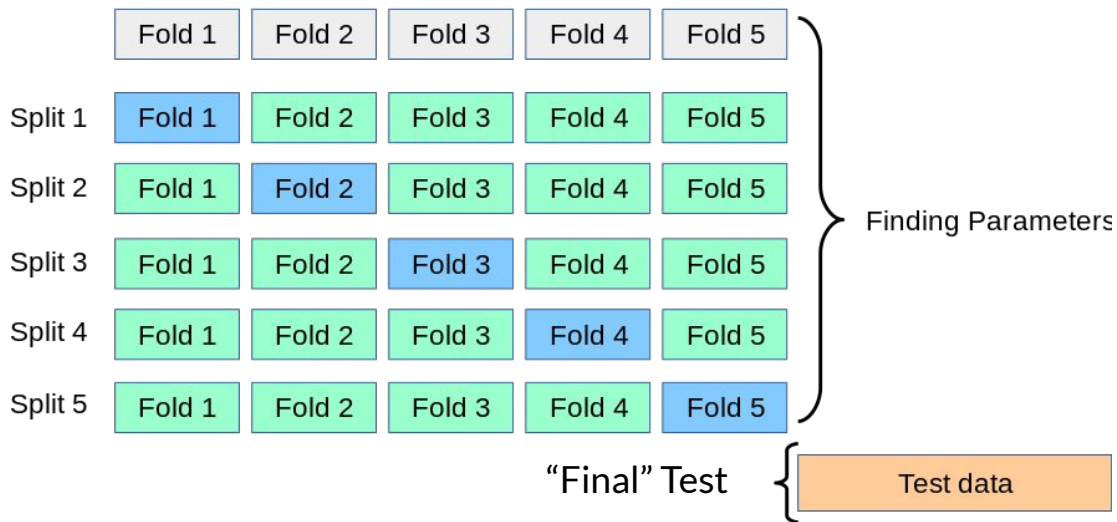 Fold 1 Fold 2 Fold 3 Fold 4 Fold 5
Split 1 Fold 1 Fold 2 Fold 3 Fold 4 Fold 5
Split 2 Fold 1 Fold 2 Fold 3 Fold 4 Fold 5
Finding Parameters
Split 3 Fold 1 Fold 2 Fold 3 Fold 4 Fold 5
Split 4 Fold 1 Fold 2 Fold 3 Fold 4 Fold 5
Split 5 Fold 1 Fold 2 Fold 3 Fold 4 Fold 5
“Final” Test Test data